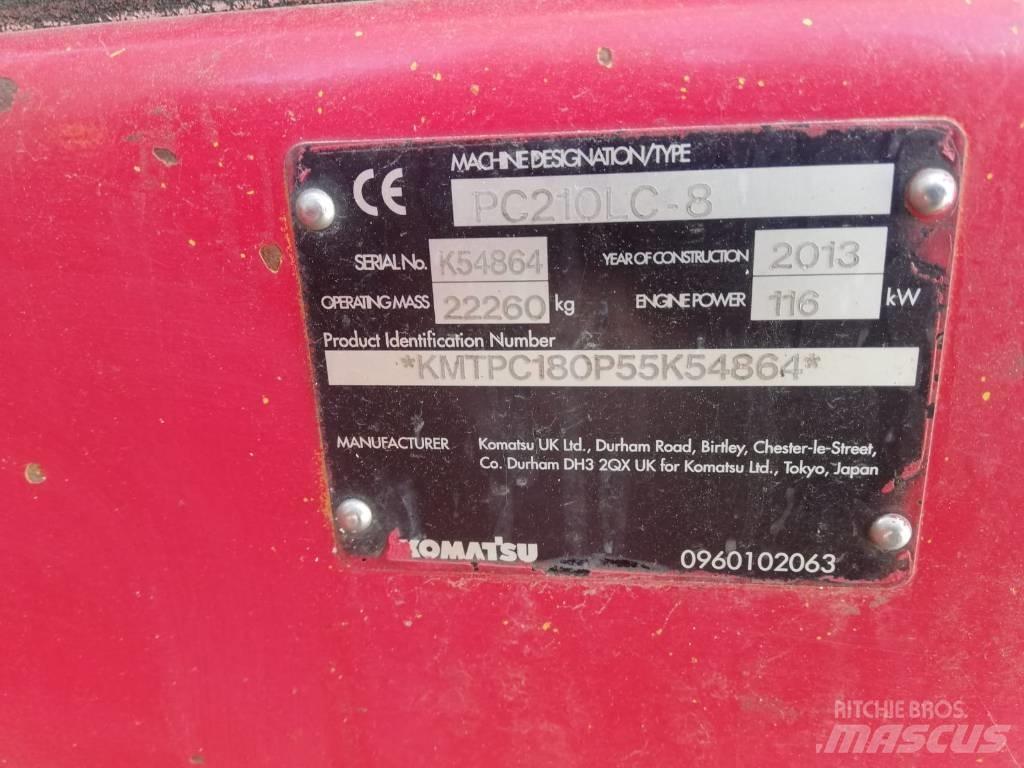 CE
MACHINE DESIGNATION/TYPE
PC210LC-8
SERIAL No. K54864 YEAR OF CONSTRUCTION 2013
OPERATING MASS 22260 kg ENGINE POWER 116 kW
Product Identification Number
*KMTPC180P55K54864*
MANUFACTURER Komatsu UK Ltd., Durham Road, Birtley, Chester-le-Street,
Co. Durham DH3 2QX UK for Komatsu Ltd., Tokyo, Japan
KOMATSU 0960102063
RITCHIE BROS.
MASCUS